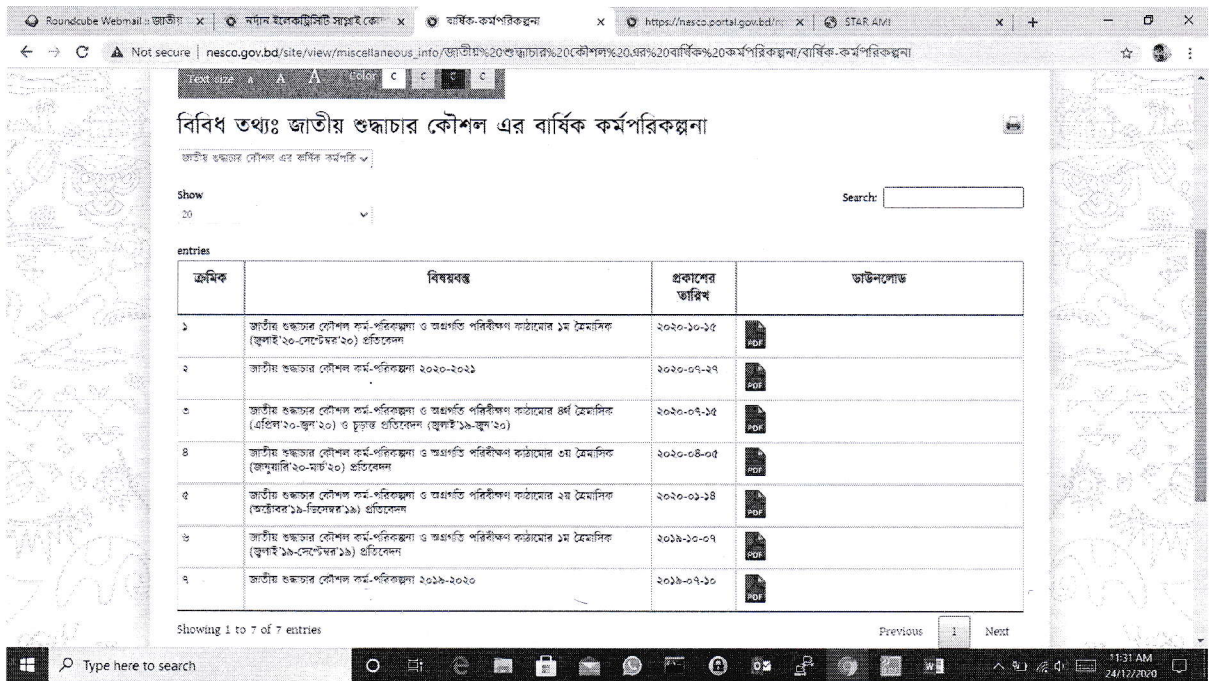 Roundcube Webmail :: জাতীয়
নর্দান ইলেকট্রিসিটি সাপ্লাই কো
বার্ষিক-কর্মপরিকল্পনা
https://nesco.portal.gov.bd/n
STAR AMI
Not secure | nesco.gov.bd/site/view/miscellaneous_info/জাতীয়%20শুদ্ধাচার%20কৌশল%20এর%20বার্ষিক%20কর্মপরিকল্পনা/বার্ষিক-কর্মপরিকল্পনা
Text size A A A Color C C C C
বিবিধ তথ্যঃ জাতীয় শুদ্ধাচার কৌশল এর বার্ষিক কর্মপরিকল্পনা
জাতীয় শুদ্ধাচার কৌশল এর বার্ষিক কর্মপরি
Show
Search:
20
entries
ক্রমিক বিষয়বস্তু প্রকাশের তারিখ ডাউনলোড
১ জাতীয় শুদ্ধাচার কৌশল কর্ম-পরিকল্পনা ও অগ্রগতি পরিবীক্ষণ কাঠামোর ১ম ত্রৈমাসিক ২০২০-১০-১৫ PDF
(জুলাই'২০-সেপ্টেম্বর'২০) প্রতিবেদন
২ জাতীয় শুদ্ধাচার কৌশল কর্ম-পরিকল্পনা ২০২০-২০২১ ২০২০-০৭-২৭ PDF
৩ জাতীয় শুদ্ধাচার কৌশল কর্ম-পরিকল্পনা ও অগ্রগতি পরিবীক্ষণ কাঠামোর ৪র্থ ত্রৈমাসিক ২০২০-০৭-১৫ PDF
(এপ্রিল'২০-জুন'২০) ও চূড়ান্ত প্রতিবেদন (জুলাই'১৯-জুন'২০)
৪ জাতীয় শুদ্ধাচার কৌশল কর্ম-পরিকল্পনা ও অগ্রগতি পরিবীক্ষণ কাঠামোর ৩য় ত্রৈমাসিক ২০২০-০৪-০৫ PDF
(জানুয়ারি'২০-মার্চ'২০) প্রতিবেদন
৫ জাতীয় শুদ্ধাচার কৌশল কর্ম-পরিকল্পনা ও অগ্রগতি পরিবীক্ষণ কাঠামোর ২য় ত্রৈমাসিক ২০২০-০১-১৪ PDF
(অক্টোবর'১৯-ডিসেম্বর'১৯) প্রতিবেদন
৬ জাতীয় শুদ্ধাচার কৌশল কর্ম-পরিকল্পনা ও অগ্রগতি পরিবীক্ষণ কাঠামোর ১ম ত্রৈমাসিক ২০১৯-১০-০৭ PDF
(জুলাই'১৯-সেপ্টেম্বর'১৯) প্রতিবেদন
৭ জাতীয় শুদ্ধাচার কৌশল কর্ম-পরিকল্পনা ২০১৯-২০২০ ২০১৯-০৭-১০ PDF
Showing 1 to 7 of 7 entries
Previous 1 Next
Type here to search
11:31 AM
24/12/2020